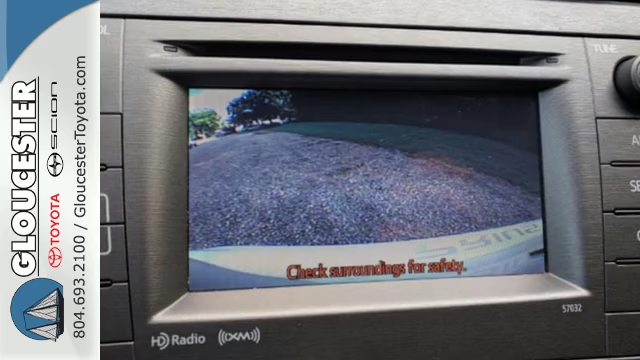 GLOUCESTER
TOYOTA SCION
804.693.2100 / GloucesterToyota.com
TUNE
Check surroundings for safety.
HD Radio
((XM))
57032